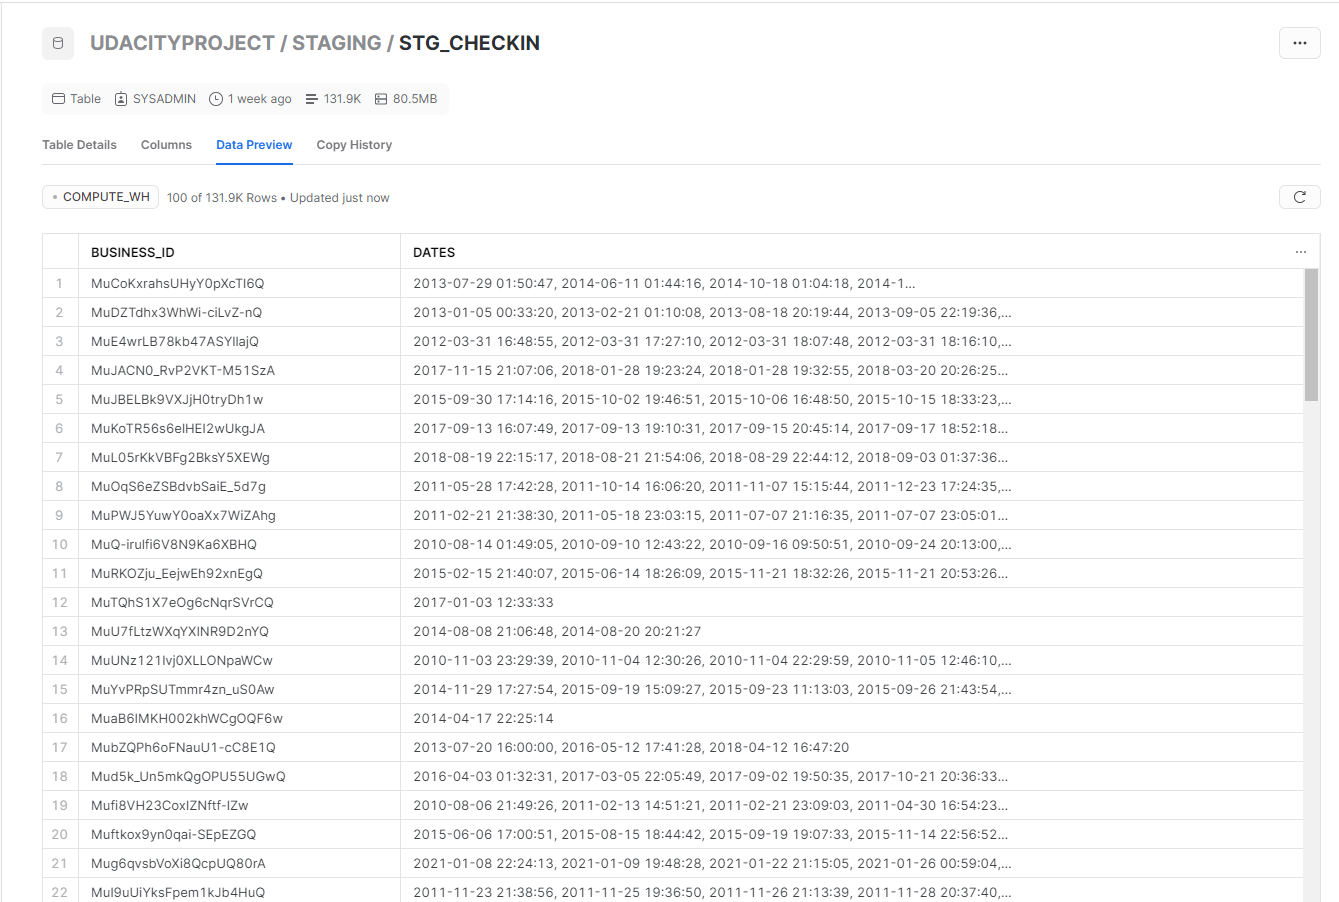 UDACITYPROJECT / STAGING / STG_CHECKIN
...
Table SYSADMIN 1 week ago 131.9K 80.5MB
Table Details Columns Data Preview Copy History
COMPUTE_WH 100 of 131.9K Rows • Updated just now
BUSINESS_ID DATES ...
1 MuCoKxrahsUHyY0pXcTI6Q 2013-07-29 01:50:47, 2014-06-11 01:44:16, 2014-10-18 01:04:18, 2014-1...
2 MuDZTdhx3WhWi-ciLvZ-nQ 2013-01-05 00:33:20, 2013-02-21 01:10:08, 2013-08-18 20:19:44, 2013-09-05 22:19:36,...
3 MuE4wrLB78kb47ASYIlajQ 2012-03-31 16:48:55, 2012-03-31 17:27:10, 2012-03-31 18:07:48, 2012-03-31 18:16:10,...
4 MuJACN0_RvP2VKT-M51SzA 2017-11-15 21:07:06, 2018-01-28 19:23:24, 2018-01-28 19:32:55, 2018-03-20 20:26:25...
5 MuJBELBk9VXJjH0tryDh1w 2015-09-30 17:14:16, 2015-10-02 19:46:51, 2015-10-06 16:48:50, 2015-10-15 18:33:23,...
6 MuKoTR56s6elHEI2wUkgJA 2017-09-13 16:07:49, 2017-09-13 19:10:31, 2017-09-15 20:45:14, 2017-09-17 18:52:18...
7 MuL05rKkVBFg2BksY5XEWg 2018-08-19 22:15:17, 2018-08-21 21:54:06, 2018-08-29 22:44:12, 2018-09-03 01:37:36...
8 MuOqS6eZSBdvbSaiE_5d7g 2011-05-28 17:42:28, 2011-10-14 16:06:20, 2011-11-07 15:15:44, 2011-12-23 17:24:35,...
9 MuPWJ5YuwY0oaXx7WiZAhg 2011-02-21 21:38:30, 2011-05-18 23:03:15, 2011-07-07 21:16:35, 2011-07-07 23:05:01...
10 MuQ-irulfi6V8N9Ka6XBHQ 2010-08-14 01:49:05, 2010-09-10 12:43:22, 2010-09-16 09:50:51, 2010-09-24 20:13:00,...
11 MuRKOZju_EejwEh92xnEgQ 2015-02-15 21:40:07, 2015-06-14 18:26:09, 2015-11-21 18:32:26, 2015-11-21 20:53:26...
12 MuTQhS1X7eOg6cNqrSVrCQ 2017-01-03 12:33:33
13 MuU7fLtzWXqYXINR9D2nYQ 2014-08-08 21:06:48, 2014-08-20 20:21:27
14 MuUNz121lvj0XLLONpaWCw 2010-11-03 23:29:39, 2010-11-04 12:30:26, 2010-11-04 22:29:59, 2010-11-05 12:46:10,...
15 MuYvPRpSUTmmr4zn_uS0Aw 2014-11-29 17:27:54, 2015-09-19 15:09:27, 2015-09-23 11:13:03, 2015-09-26 21:43:54,...
16 MuaB6IMKH002khWCgOQF6w 2014-04-17 22:25:14
17 MubZQPh6oFNauU1-cC8E1Q 2013-07-20 16:00:00, 2016-05-12 17:41:28, 2018-04-12 16:47:20
18 Mud5k_Un5mkQgOPU55UGwQ 2016-04-03 01:32:31, 2017-03-05 22:05:49, 2017-09-02 19:50:35, 2017-10-21 20:36:33...
19 Mufi8VH23CoxIZNftf-IZw 2010-08-06 21:49:26, 2011-02-13 14:51:21, 2011-02-21 23:09:03, 2011-04-30 16:54:23...
20 Muftkox9yn0qai-SEpEZGQ 2015-06-06 17:00:51, 2015-08-15 18:44:42, 2015-09-19 19:07:33, 2015-11-14 22:56:52...
21 Mug6qvsbVoXi8QcpUQ80rA 2021-01-08 22:24:13, 2021-01-09 19:48:28, 2021-01-22 21:15:05, 2021-01-26 00:59:04,...
22 MuI9uUiYksFpem1kJb4HuQ 2011-11-23 21:38:56, 2011-11-25 19:36:50, 2011-11-26 21:13:39, 2011-11-28 20:37:40,...